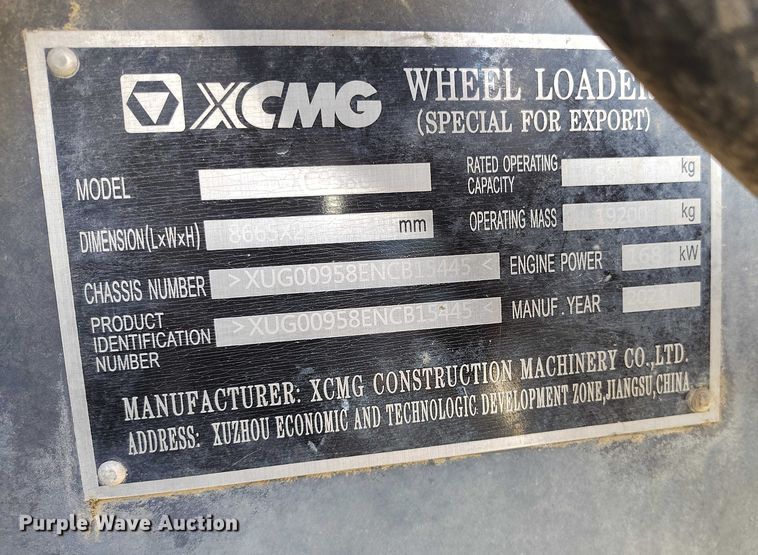 XCMG WHEEL LOADER
(SPECIAL FOR EXPORT)
MODEL
RATED OPERATING CAPACITY kg
DIMENSION(LxWxH) mm
OPERATING MASS 19200 kg
CHASSIS NUMBER >XUG00958ENCB15445<
ENGINE POWER 168 kW
PRODUCT IDENTIFICATION NUMBER >XUG00958ENCB15445<
MANUF. YEAR
MANUFACTURER: XCMG CONSTRUCTION MACHINERY CO.,LTD.
ADDRESS: XUZHOU ECONOMIC AND TECHNOLOGIC DEVELOPMENT ZONE,JIANGSU,CHINA
Purple Wave Auction